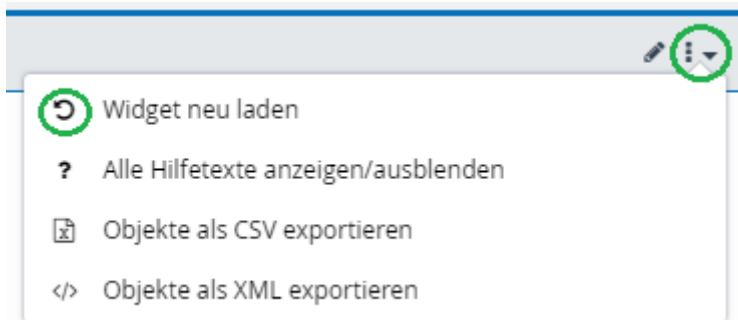 Widget neu laden
? Alle Hilfetexte anzeigen/ausblenden
Objekte als CSV exportieren
</> Objekte als XML exportieren